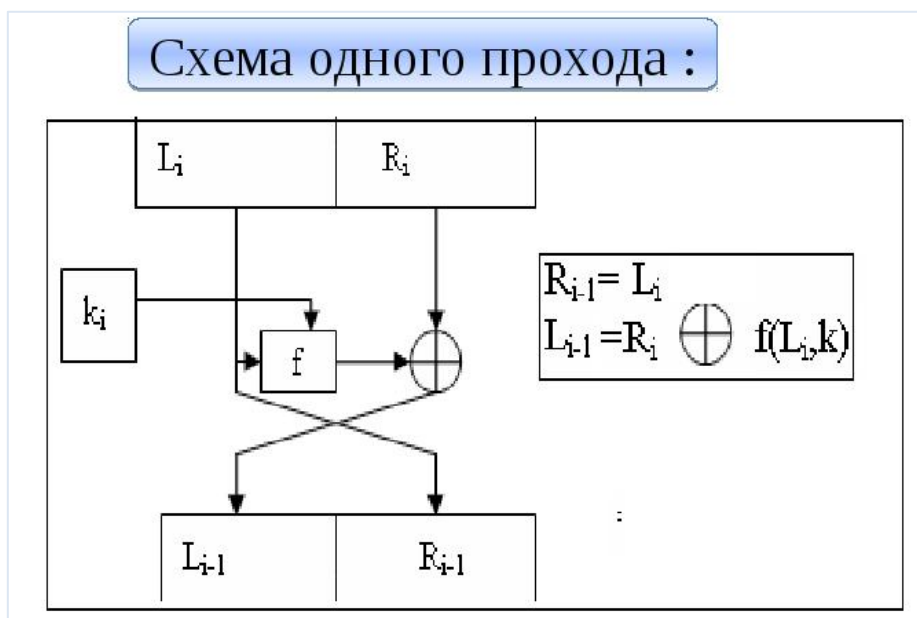 Схема одного прохода :
Lᵢ Rᵢ
kᵢ
f
Rᵢ₋₁= Lᵢ
Lᵢ₋₁ =Rᵢ ⊕ f(Lᵢ,k)
Lᵢ₋₁ Rᵢ₋₁
: